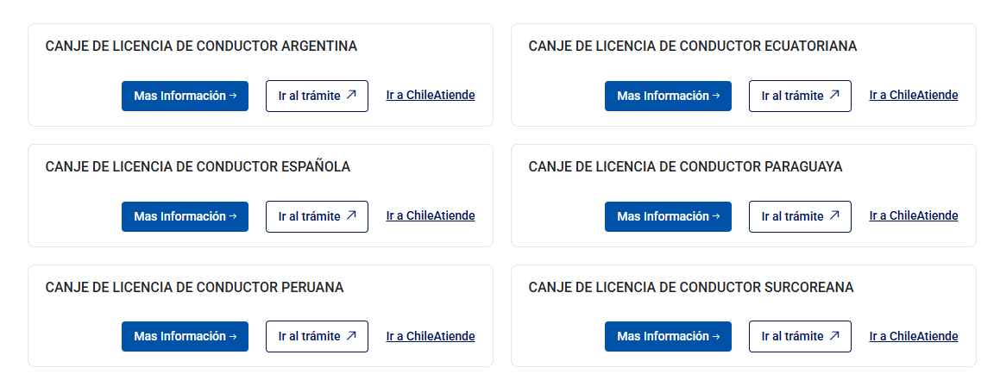 CANJE DE LICENCIA DE CONDUCTOR ARGENTINA
Mas Información → Ir al trámite ↗ Ir a ChileAtiende
CANJE DE LICENCIA DE CONDUCTOR ECUATORIANA
Mas Información → Ir al trámite ↗ Ir a ChileAtiende
CANJE DE LICENCIA DE CONDUCTOR ESPAÑOLA
Mas Información → Ir al trámite ↗ Ir a ChileAtiende
CANJE DE LICENCIA DE CONDUCTOR PARAGUAYA
Mas Información → Ir al trámite ↗ Ir a ChileAtiende
CANJE DE LICENCIA DE CONDUCTOR PERUANA
Mas Información → Ir al trámite ↗ Ir a ChileAtiende
CANJE DE LICENCIA DE CONDUCTOR SURCOREANA
Mas Información → Ir al trámite ↗ Ir a ChileAtiende